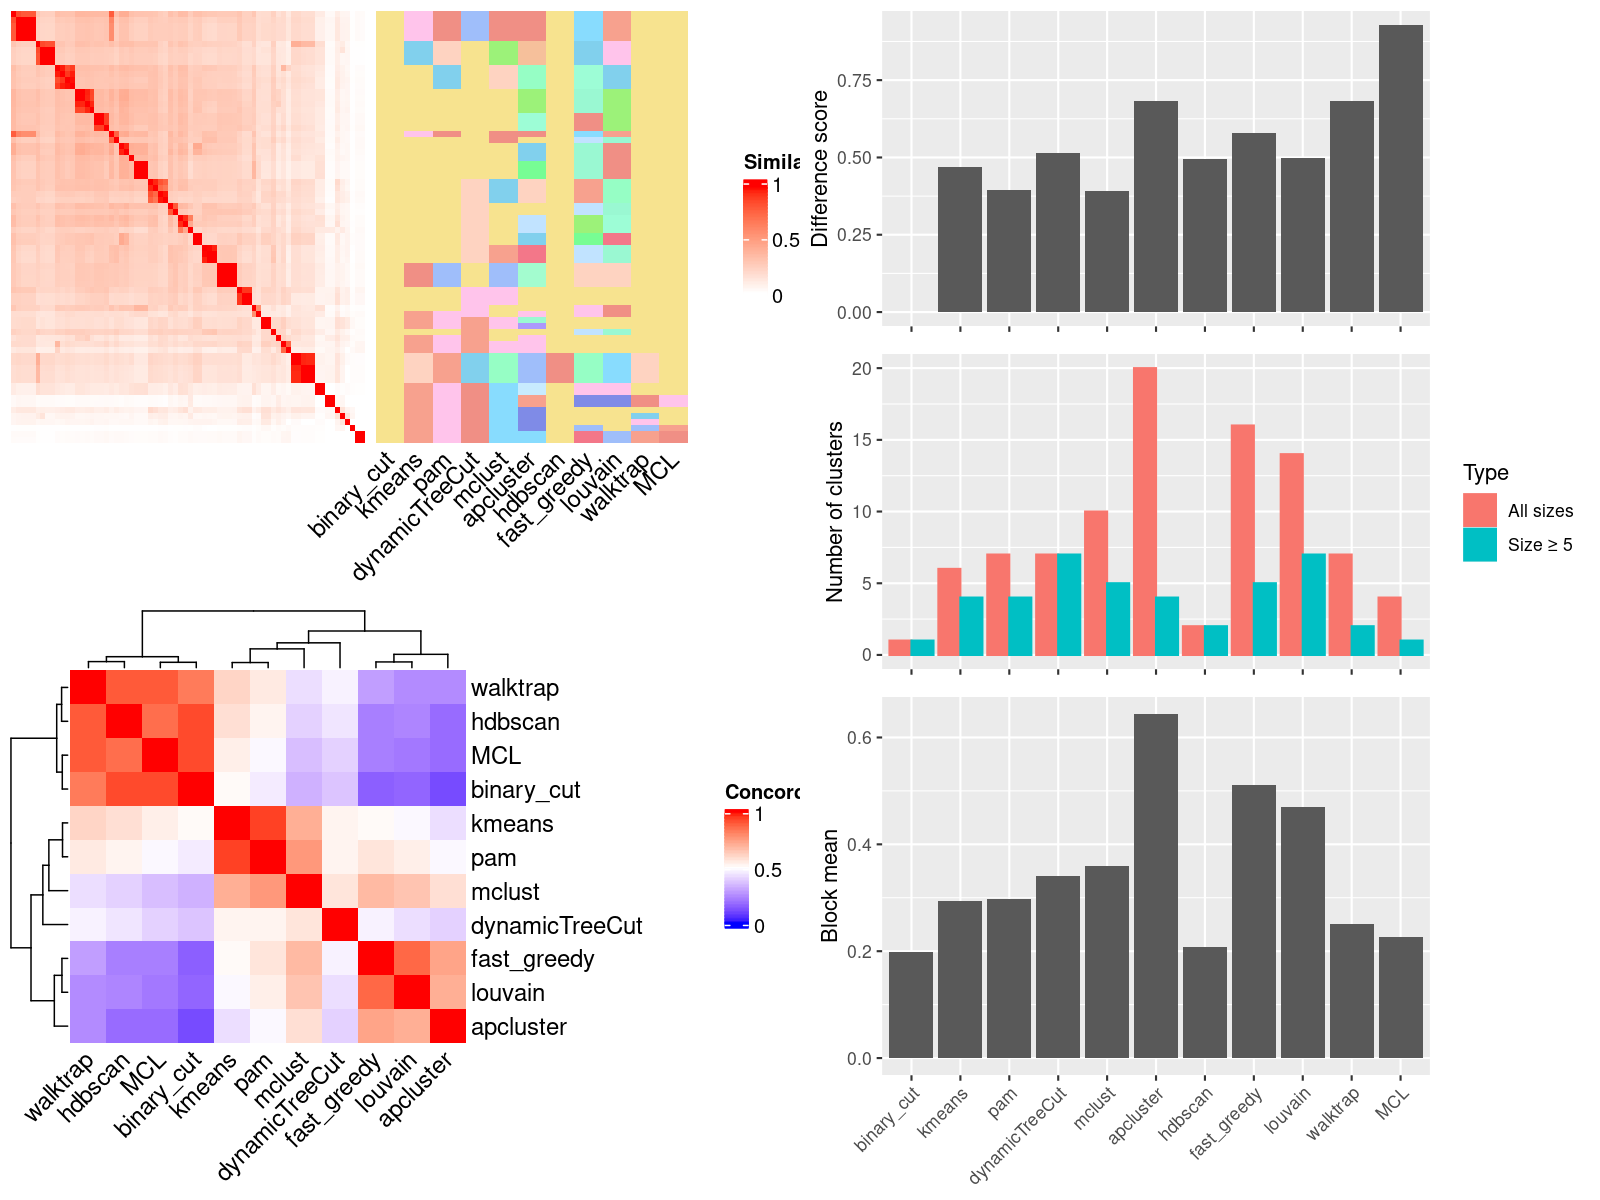 Simila
1
0.5
0
binary_cut
kmeans
pam
dynamicTreeCut
mclust
apcluster
hdbscan
fast_greedy
louvain
walktrap
MCL
Difference score
0.75
0.50
0.25
0.00
Number of clusters
20
15
10
5
0
Type
All sizes
Size ≥ 5
walktrap
hdbscan
MCL
binary_cut
kmeans
pam
mclust
dynamicTreeCut
fast_greedy
louvain
apcluster
walktrap
hdbscan
MCL
binary_cut
kmeans
pam
mclust
dynamicTreeCut
fast_greedy
louvain
apcluster
Concord
1
0.5
0
Block mean
0.6
0.4
0.2
0.0
binary_cut
kmeans
pam
dynamicTreeCut
mclust
apcluster
hdbscan
fast_greedy
louvain
walktrap
MCL